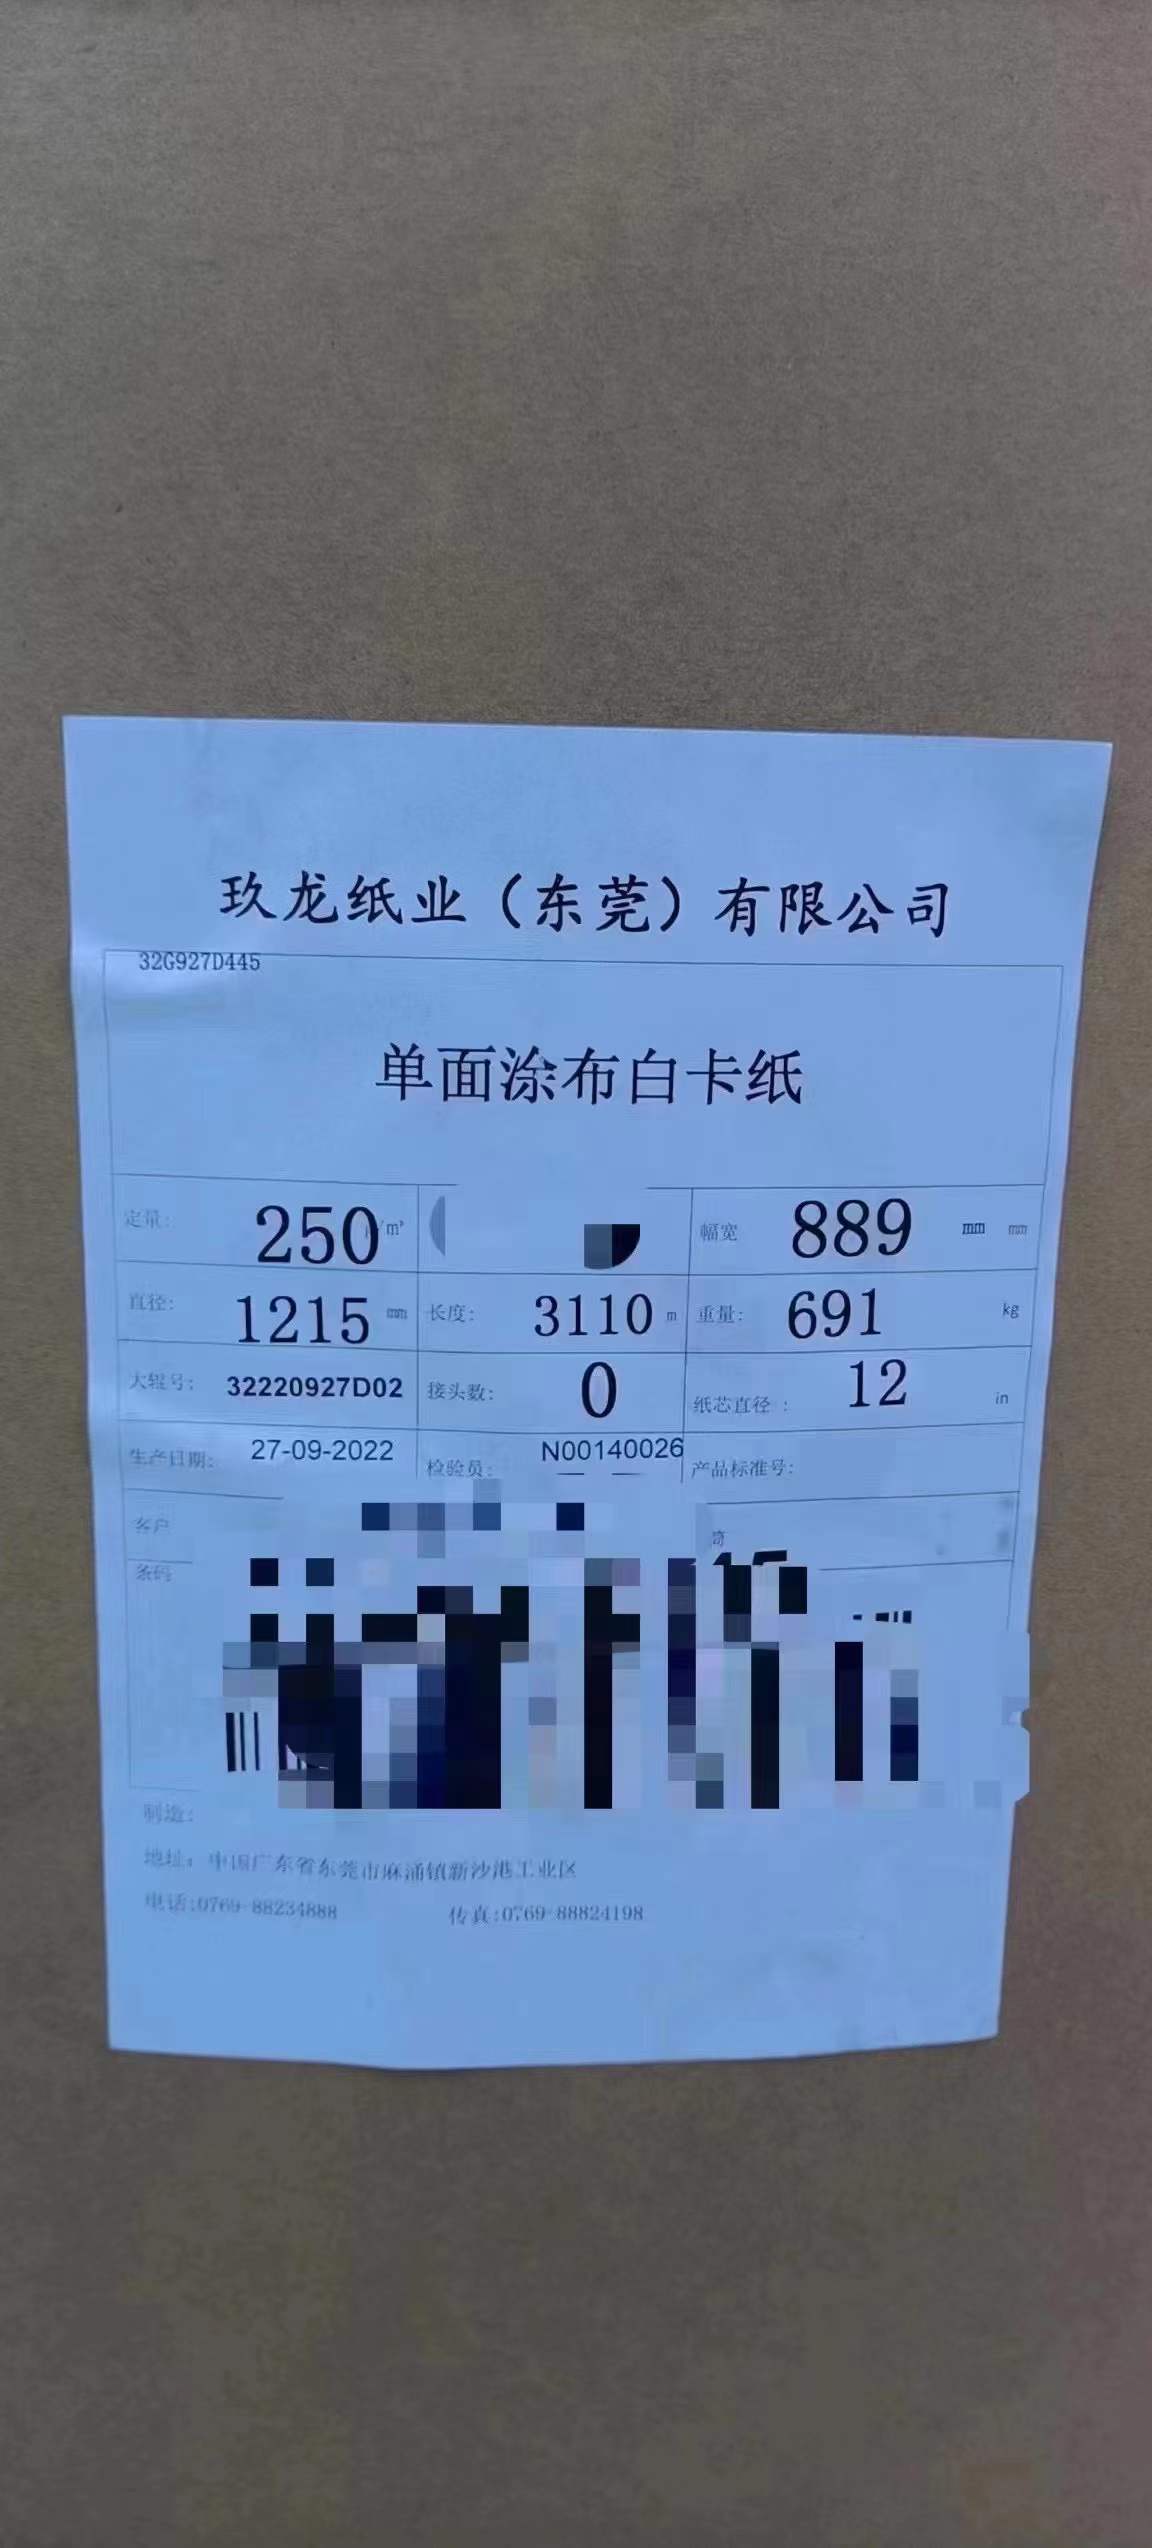 玖龙纸业（东莞）有限公司
32G927D445
单面涂布白卡纸
定量: 250 /m² 幅宽 889 mm mm
直径: 1215 mm 长度: 3110 m 重量: 691 kg
大辊号: 32220927D02 接头数: 0 纸芯直径 : 12 in
生产日期: 27-09-2022 检验员: N00140026 产品标准号:
客户
条码
制造:
地址: 中国广东省东莞市麻涌镇新沙港工业区
电话:0769-88234888 传真:0769-88824198